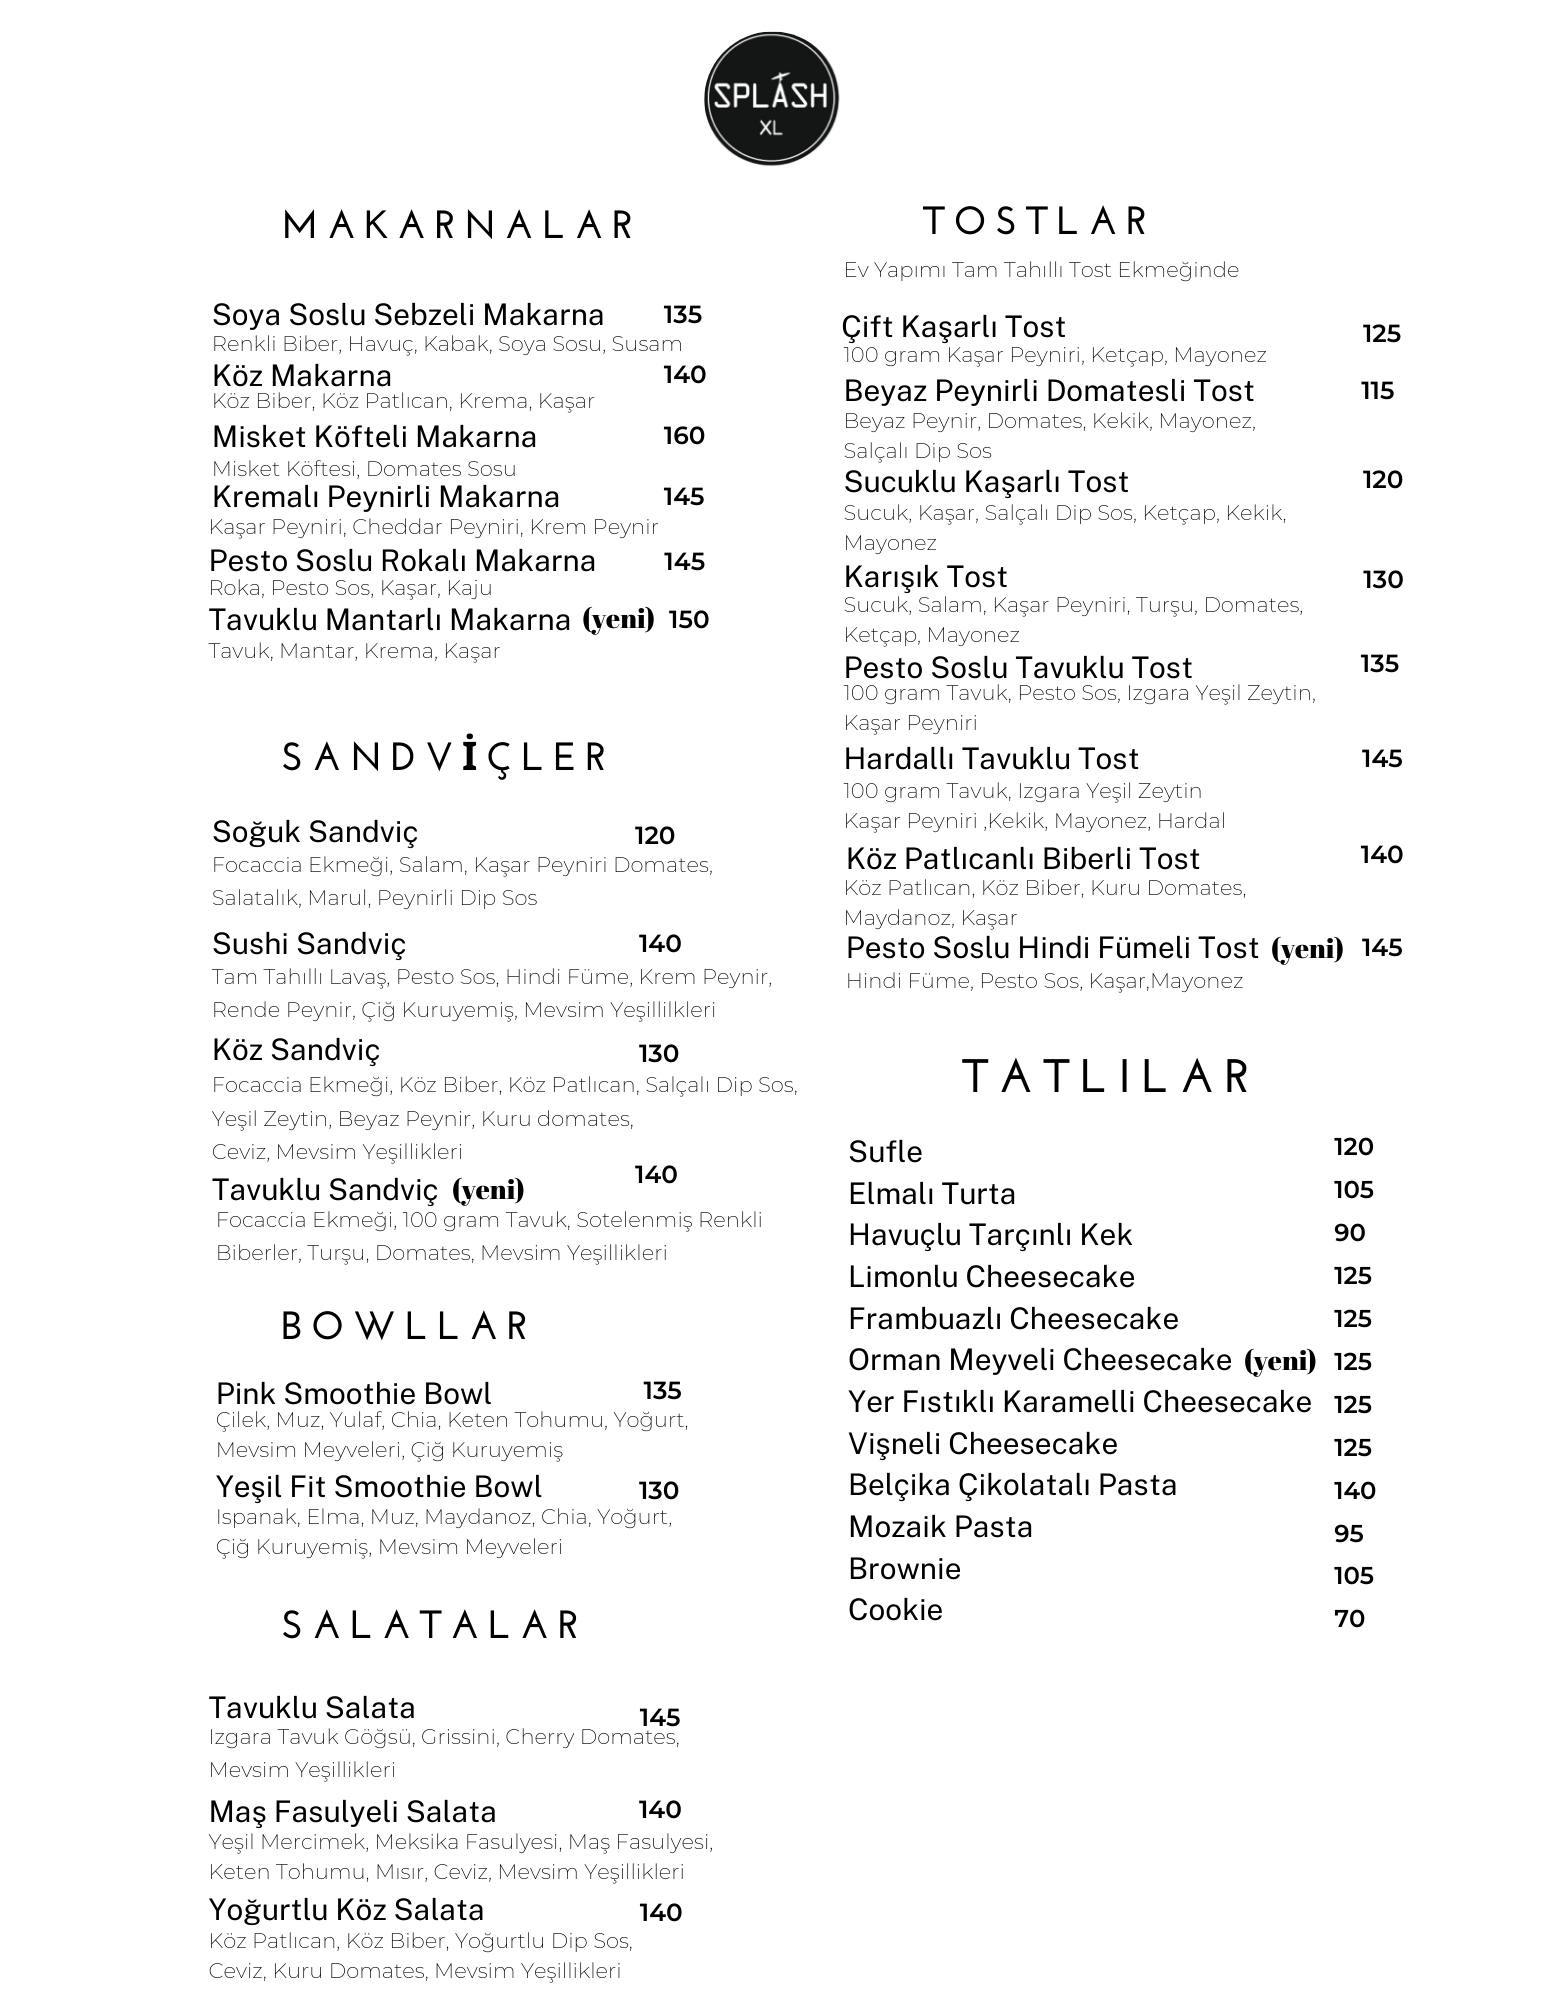 SPLASH
XL
MAKARNALAR
Soya Soslu Sebzeli Makarna 135
Renkli Biber, Havuç, Kabak, Soya Sosu, Susam
Köz Makarna 140
Köz Biber, Köz Patlıcan, Krema, Kaşar
Misket Köfteli Makarna 160
Misket Köftesi, Domates Sosu
Kremalı Peynirli Makarna 145
Kaşar Peyniri, Cheddar Peyniri, Krem Peynir
Pesto Soslu Rokalı Makarna 145
Roka, Pesto Sos, Kaşar, Kaju
Tavuklu Mantarlı Makarna (yeni) 150
Tavuk, Mantar, Krema, Kaşar
SANDVİÇLER
Soğuk Sandviç 120
Focaccia Ekmeği, Salam, Kaşar Peyniri Domates,
Salatalık, Marul, Peynirli Dip Sos
Sushi Sandviç 140
Tam Tahıllı Lavaş, Pesto Sos, Hindi Füme, Krem Peynir,
Rende Peynir, Çiğ Kuruyemiş, Mevsim Yeşillilkleri
Köz Sandviç 130
Focaccia Ekmeği, Köz Biber, Köz Patlıcan, Salçalı Dip Sos,
Yeşil Zeytin, Beyaz Peynir, Kuru domates,
Ceviz, Mevsim Yeşillikleri
Tavuklu Sandviç (yeni) 140
Focaccia Ekmeği, 100 gram Tavuk, Sotelenmiş Renkli
Biberler, Turşu, Domates, Mevsim Yeşillikleri
BOWLLAR
Pink Smoothie Bowl 135
Çilek, Muz, Yulaf, Chia, Keten Tohumu, Yoğurt,
Mevsim Meyveleri, Çiğ Kuruyemiş
Yeşil Fit Smoothie Bowl 130
Ispanak, Elma, Muz, Maydanoz, Chia, Yoğurt,
Çiğ Kuruyemiş, Mevsim Meyveleri
SALATALAR
Tavuklu Salata 145
Izgara Tavuk Göğsü, Grissini, Cherry Domates,
Mevsim Yeşillikleri
Maş Fasulyeli Salata 140
Yeşil Mercimek, Meksika Fasulyesi, Maş Fasulyesi,
Keten Tohumu, Mısır, Ceviz, Mevsim Yeşillikleri
Yoğurtlu Köz Salata 140
Köz Patlıcan, Köz Biber, Yoğurtlu Dip Sos,
Ceviz, Kuru Domates, Mevsim Yeşillikleri
TOSTLAR
Ev Yapımı Tam Tahıllı Tost Ekmeğinde
Çift Kaşarlı Tost 125
100 gram Kaşar Peyniri, Ketçap, Mayonez
Beyaz Peynirli Domatesli Tost 115
Beyaz Peynir, Domates, Kekik, Mayonez,
Salçalı Dip Sos
Sucuklu Kaşarlı Tost 120
Sucuk, Kaşar, Salçalı Dip Sos, Ketçap, Kekik,
Mayonez
Karışık Tost 130
Sucuk, Salam, Kaşar Peyniri, Turşu, Domates,
Ketçap, Mayonez
Pesto Soslu Tavuklu Tost 135
100 gram Tavuk, Pesto Sos, Izgara Yeşil Zeytin,
Kaşar Peyniri
Hardallı Tavuklu Tost 145
100 gram Tavuk, Izgara Yeşil Zeytin
Kaşar Peyniri ,Kekik, Mayonez, Hardal
Köz Patlıcanlı Biberli Tost 140
Köz Patlıcan, Köz Biber, Kuru Domates,
Maydanoz, Kaşar
Pesto Soslu Hindi Fümeli Tost (yeni) 145
Hindi Füme, Pesto Sos, Kaşar,Mayonez
TATLILAR
Sufle 120
Elmalı Turta 105
Havuçlu Tarçınlı Kek 90
Limonlu Cheesecake 125
Frambuazlı Cheesecake 125
Orman Meyveli Cheesecake (yeni) 125
Yer Fıstıklı Karamelli Cheesecake 125
Vişneli Cheesecake 125
Belçika Çikolatalı Pasta 140
Mozaik Pasta 95
Brownie 105
Cookie 70